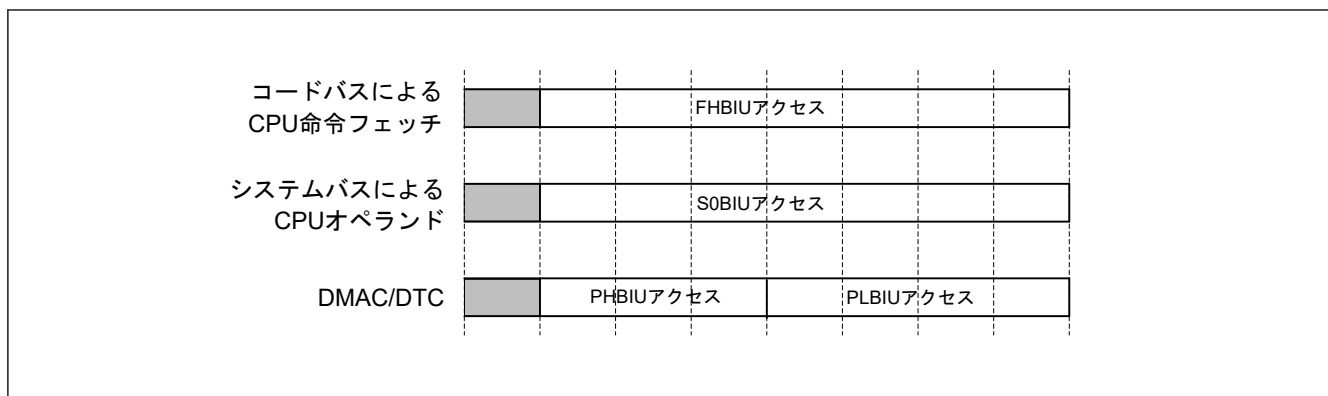 コードバスによる
CPU命令フェッチ
FHBIUアクセス
システムバスによる
CPUオペランド
S0BIUアクセス
DMAC/DTC
PHBIUアクセス
PLBIUアクセス